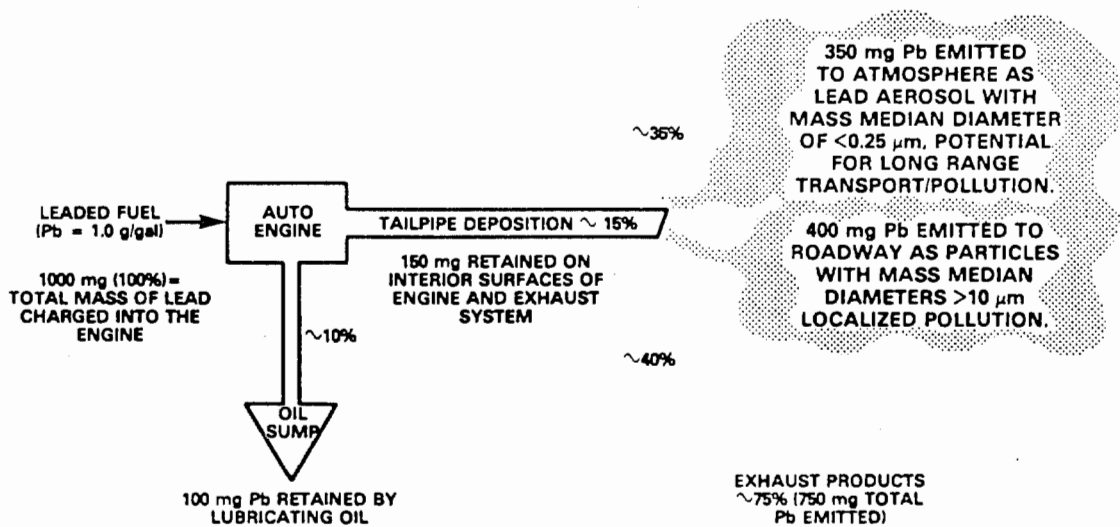 350 mg Pb EMITTED
TO ATMOSPHERE AS
LEAD AEROSOL WITH
MASS MEDIAN DIAMETER
OF <0.25 μm, POTENTIAL
FOR LONG RANGE
TRANSPORT/POLLUTION.
~35%
LEADED FUEL
(Pb = 1.0 g/gal)
AUTO
ENGINE
TAILPIPE DEPOSITION ~ 15%
400 mg Pb EMITTED TO
ROADWAY AS PARTICLES
WITH MASS MEDIAN
DIAMETERS >10 μm
LOCALIZED POLLUTION.
1000 mg (100%)=
TOTAL MASS OF LEAD
CHARGED INTO THE
ENGINE
150 mg RETAINED ON
INTERIOR SURFACES OF
ENGINE AND EXHAUST
SYSTEM
~10%
~40%
OIL
SUMP
100 mg Pb RETAINED BY
LUBRICATING OIL
EXHAUST PRODUCTS
~75% (750 mg TOTAL
Pb EMITTED)